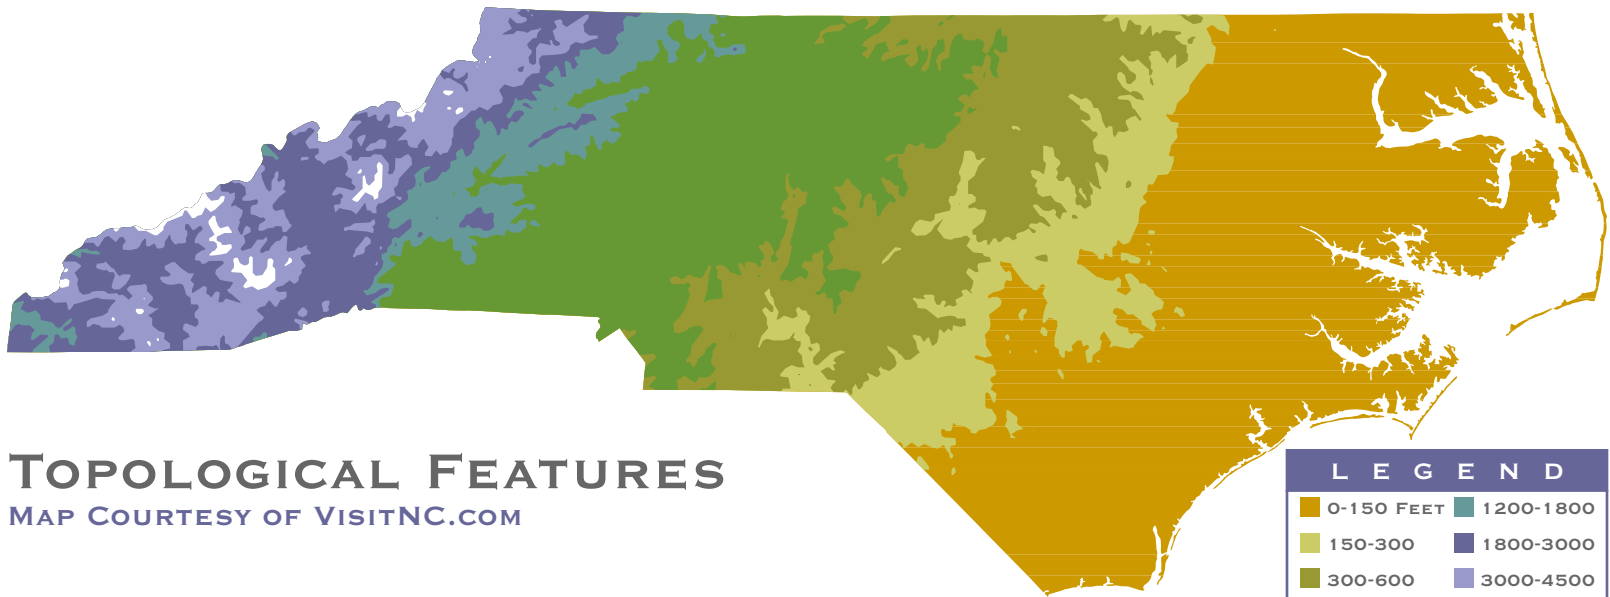 Topological Features
Map Courtesy of VisitNC.com
LEGEND
0-150 Feet
1200-1800
150-300
1800-3000
300-600
3000-4500